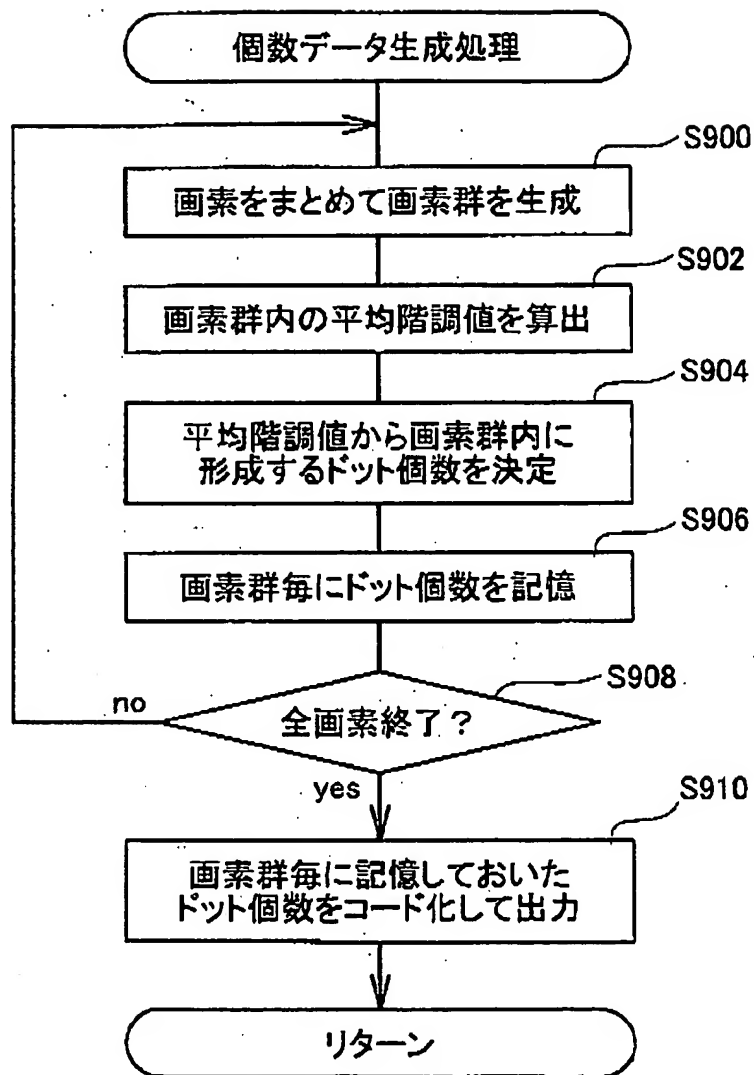 個数データ生成処理
S900
画素をまとめて画素群を生成
S902
画素群内の平均階調値を算出
S904
平均階調値から画素群内に
形成するドット個数を決定
S906
画素群毎にドット個数を記憶
S908
no
全画素終了？
yes
S910
画素群毎に記憶しておいた
ドット個数をコード化して出力
リターン